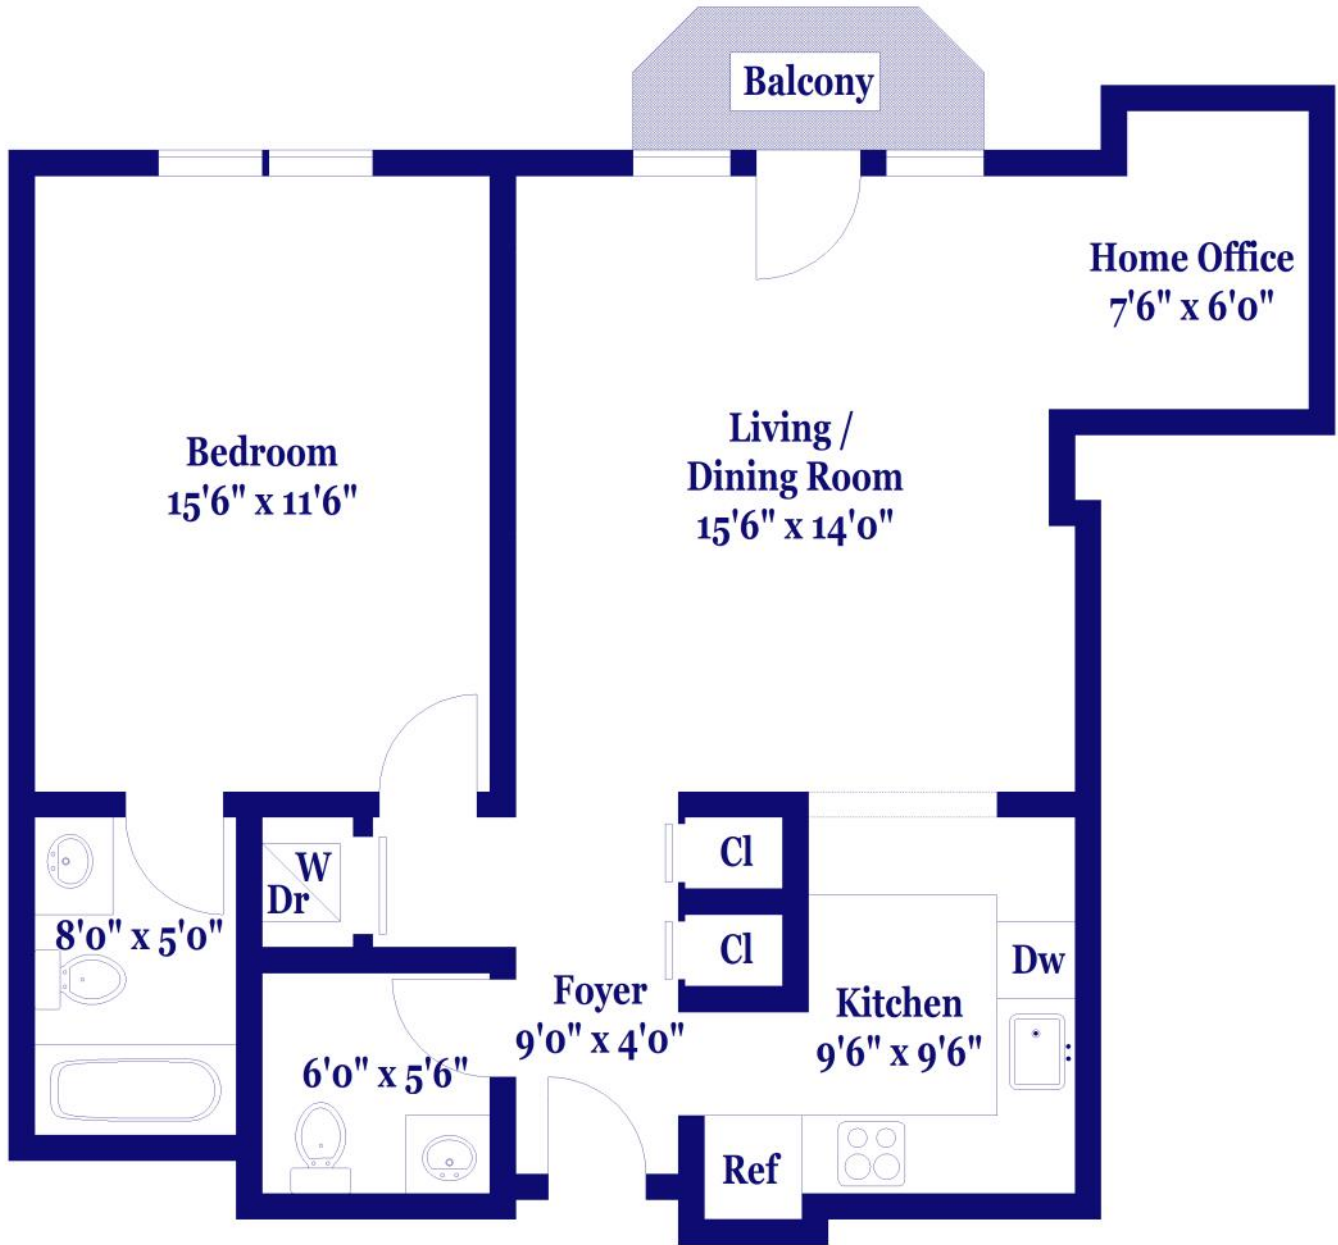 Balcony
Home Office
7'6" x 6'0"
Living /
Dining Room
15'6" x 14'0"
Bedroom
15'6" x 11'6"
W
Dr
Cl
8'0" x 5'0"
Cl
Dw
Foyer
9'0" x 4'0"
Kitchen
9'6" x 9'6"
6'0" x 5'6"
Ref